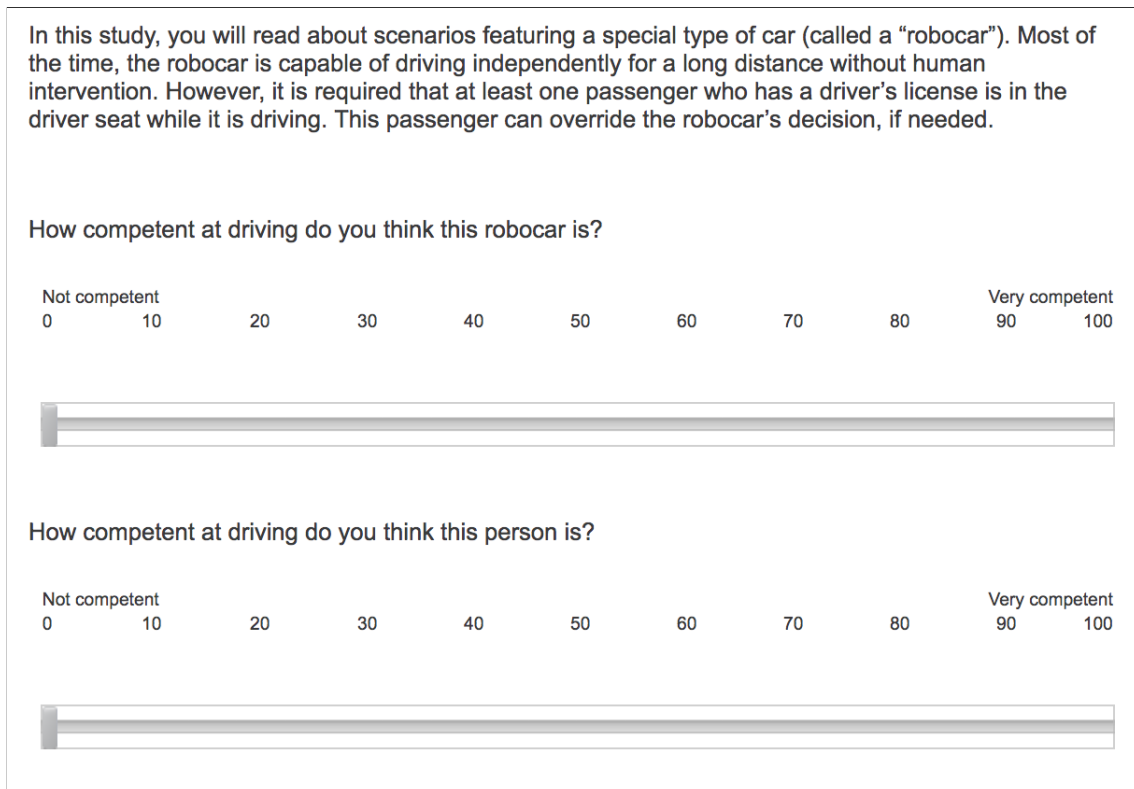 In this study, you will read about scenarios featuring a special type of car (called a “robocar”). Most of
the time, the robocar is capable of driving independently for a long distance without human
intervention. However, it is required that at least one passenger who has a driver’s license is in the
driver seat while it is driving. This passenger can override the robocar’s decision, if needed.
How competent at driving do you think this robocar is?
Not competent Very competent
0 10 20 30 40 50 60 70 80 90 100
How competent at driving do you think this person is?
Not competent Very competent
0 10 20 30 40 50 60 70 80 90 100